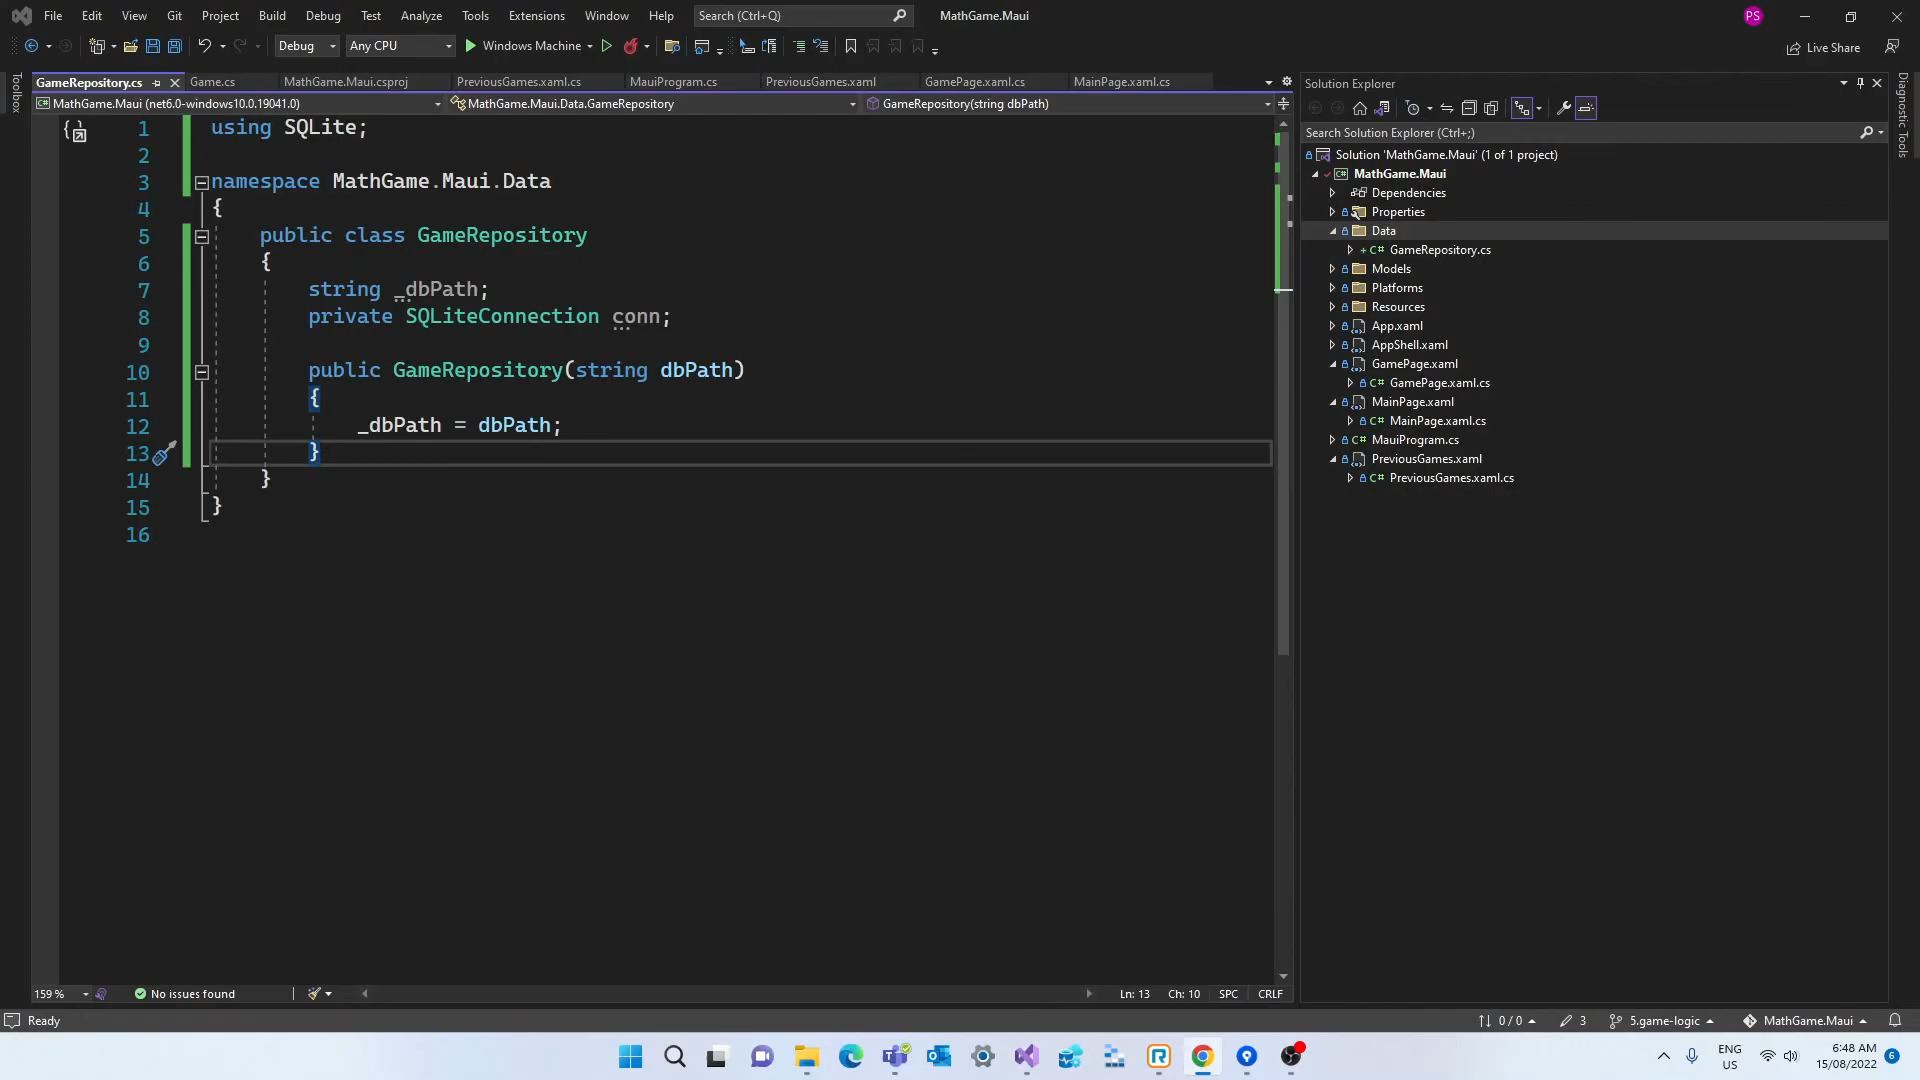 File Edit View Git Project Build Debug Test Analyze Tools Extensions Window Help Search (Ctrl+Q) MathGame.Maui PS
Debug Any CPU Windows Machine Live Share
Toolbox
GameRepository.cs Game.cs MathGame.Maui.csproj PreviousGames.xaml.cs MauiProgram.cs PreviousGames.xaml GamePage.xaml.cs MainPage.xaml.cs
MathGame.Maui (net6.0-windows10.0.19041.0) MathGame.Maui.Data.GameRepository GameRepository(string dbPath)
1 using SQLite;
2
3 namespace MathGame.Maui.Data
4 {
5 public class GameRepository
6 {
7 string _dbPath;
8 private SQLiteConnection conn;
9
10 public GameRepository(string dbPath)
11 {
12 _dbPath = dbPath;
13 }
14 }
15 }
16
159 % No issues found Ln: 13 Ch: 10 SPC CRLF
Solution Explorer
Search Solution Explorer (Ctrl+;)
Solution 'MathGame.Maui' (1 of 1 project)
MathGame.Maui
Dependencies
Properties
Data
GameRepository.cs
Models
Platforms
Resources
App.xaml
AppShell.xaml
GamePage.xaml
GamePage.xaml.cs
MainPage.xaml
MainPage.xaml.cs
MauiProgram.cs
PreviousGames.xaml
PreviousGames.xaml.cs
Diagnostic Tools
Ready 0 / 0 3 5.game-logic MathGame.Maui
ENG
US
6:48 AM
15/08/2022
6